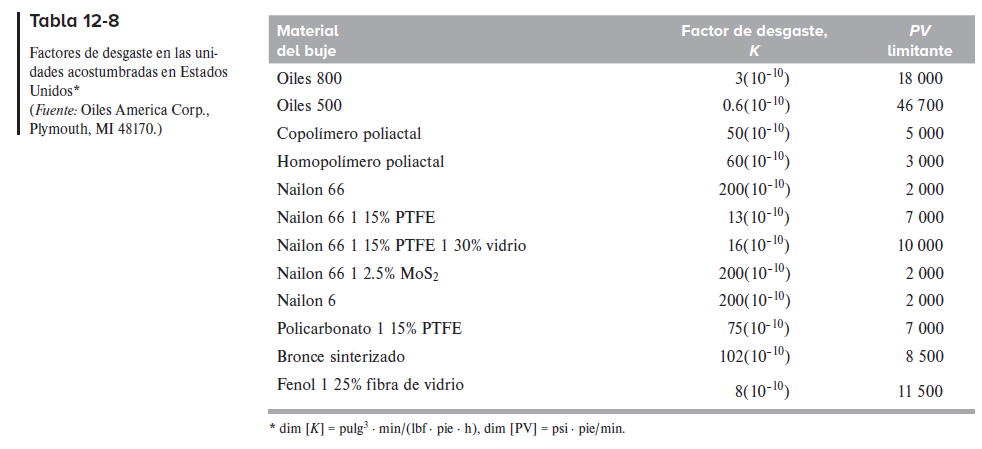 Tabla 12-8
Factores de desgaste en las uni-
dades acostumbradas en Estados
Unidos*
(Fuente: Oiles America Corp.,
Plymouth, MI 48170.)
Material del buje Factor de desgaste, K PV limitante
Oiles 800 3(10⁻¹⁰) 18 000
Oiles 500 0.6(10⁻¹⁰) 46 700
Copolímero poliactal 50(10⁻¹⁰) 5 000
Homopolímero poliactal 60(10⁻¹⁰) 3 000
Nailon 66 200(10⁻¹⁰) 2 000
Nailon 66 1 15% PTFE 13(10⁻¹⁰) 7 000
Nailon 66 1 15% PTFE 1 30% vidrio 16(10⁻¹⁰) 10 000
Nailon 66 1 2.5% MoS₂ 200(10⁻¹⁰) 2 000
Nailon 6 200(10⁻¹⁰) 2 000
Policarbonato 1 15% PTFE 75(10⁻¹⁰) 7 000
Bronce sinterizado 102(10⁻¹⁰) 8 500
Fenol 1 25% fibra de vidrio 8(10⁻¹⁰) 11 500
* dim [K] = pulg³ · min/(lbf · pie · h), dim [PV] = psi · pie/min.